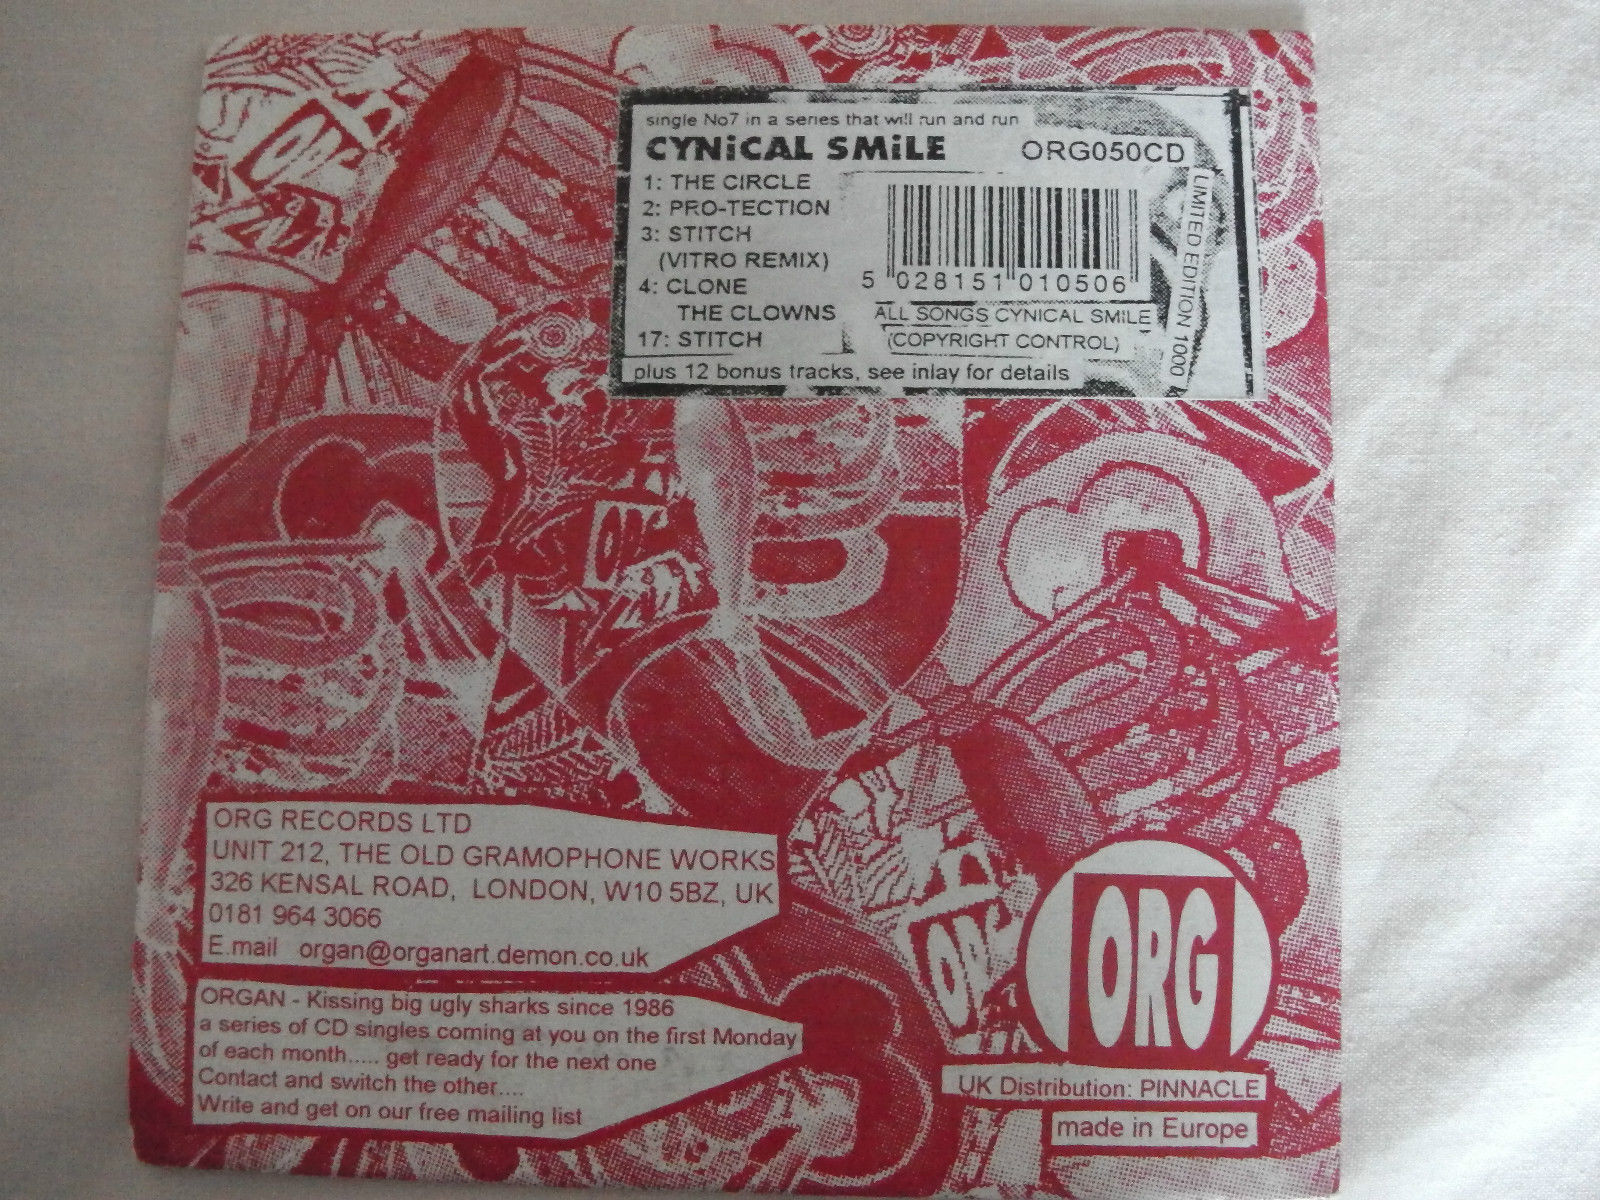 single No7 in a series that will run and run
CYNiCAL SMiLE ORG050CD
1: THE CIRCLE
2: PRO-TECTION
3: STITCH
(VITRO REMIX)
4: CLONE
THE CLOWNS
17: STITCH
plus 12 bonus tracks, see inlay for details
5 028151 010506
ALL SONGS CYNICAL SMILE
(COPYRIGHT CONTROL)
LIMITED EDITION 1000
ORG
ORG RECORDS LTD
UNIT 212, THE OLD GRAMOPHONE WORKS
326 KENSAL ROAD, LONDON, W10 5BZ, UK
0181 964 3066
E.mail organ@organart.demon.co.uk
ORGAN - Kissing big ugly sharks since 1986
a series of CD singles coming at you on the first Monday
of each month..... get ready for the next one
Contact and switch the other....
Write and get on our free mailing list
ORG
UK Distribution: PINNACLE
made in Europe